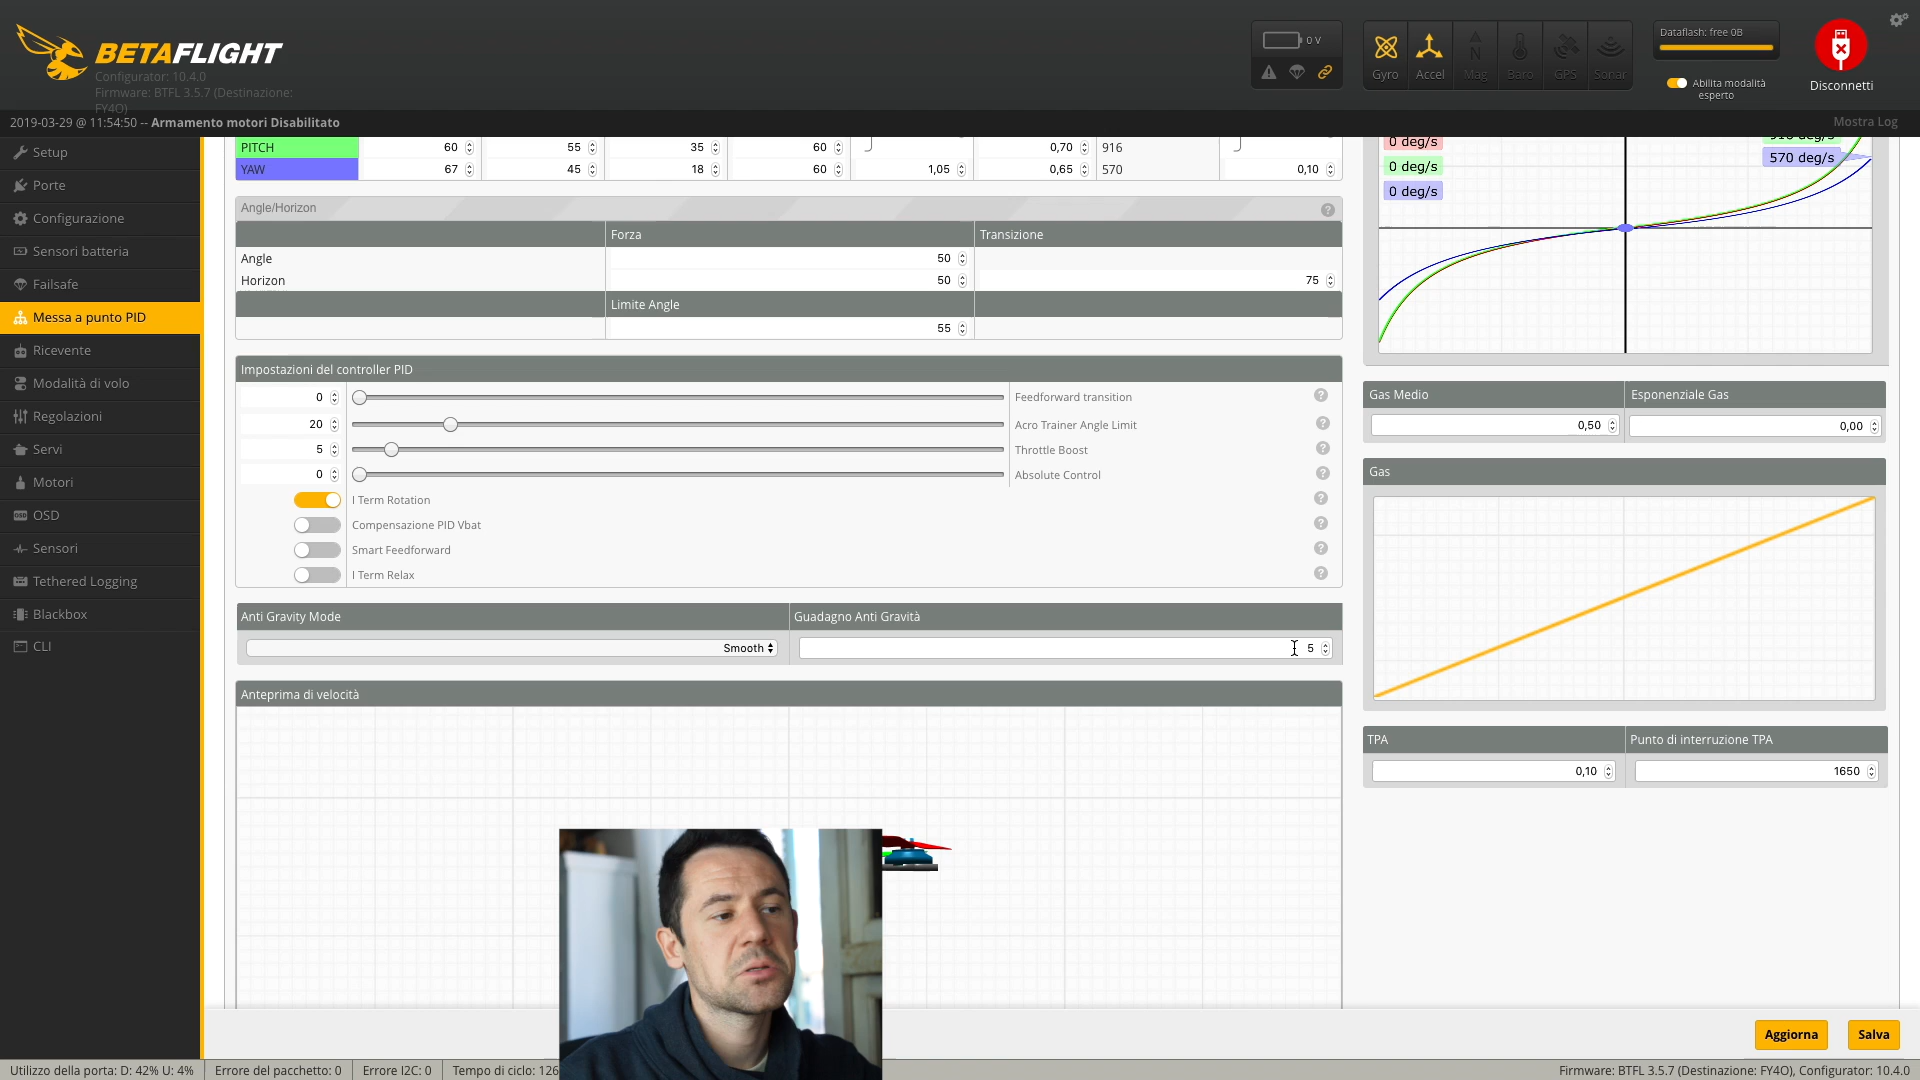 BETAFLIGHT
Configurator: 10.4.0
Firmware: BTFL 3.5.7 (Destinazione:
FY4O)
0 V
Gyro
Accel
Mag
Baro
GPS
Sonar
Dataflash: free 0B
Abilita modalità
esperto
Disconnetti
2019-03-29 @ 11:54:50 -- Armamento motori Disabilitato
Mostra Log
Setup
Porte
Configurazione
Sensori batteria
Failsafe
Messa a punto PID
Ricevente
Modalità di volo
Regolazioni
Servi
Motori
OSD
Sensori
Tethered Logging
Blackbox
CLI
PITCH 60 55 35 60 0,70 916
YAW 67 45 18 60 1,05 0,65 570 0,10
Angle/Horizon
Forza Transizione
Angle 50
Horizon 50 75
Limite Angle
55
Impostazioni del controller PID
0 Feedforward transition
20 Acro Trainer Angle Limit
5 Throttle Boost
0 Absolute Control
I Term Rotation
Compensazione PID Vbat
Smart Feedforward
I Term Relax
Anti Gravity Mode Guadagno Anti Gravità
Smooth 5
Anteprima di velocità
0 deg/s
0 deg/s
0 deg/s
570 deg/s
Gas Medio Esponenziale Gas
0,50 0,00
Gas
TPA Punto di interruzione TPA
0,10 1650
Aggiorna
Salva
Utilizzo della porta: D: 42% U: 4% Errore del pacchetto: 0 Errore I2C: 0 Tempo di ciclo: 126
Firmware: BTFL 3.5.7 (Destinazione: FY4O), Configurator: 10.4.0